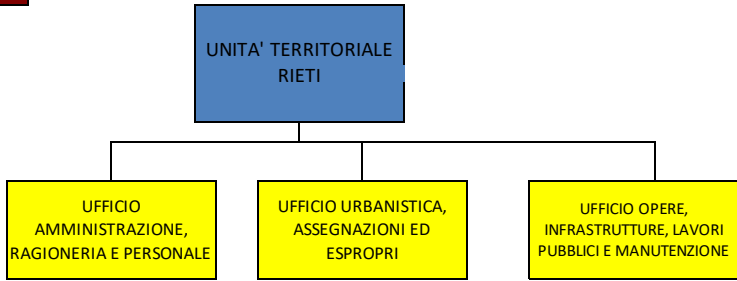 UNITA' TERRITORIALE
RIETI
UFFICIO
AMMINISTRAZIONE,
RAGIONERIA E PERSONALE
UFFICIO URBANISTICA,
ASSEGNAZIONI ED
ESPROPRI
UFFICIO OPERE,
INFRASTRUTTURE, LAVORI
PUBBLICI E MANUTENZIONE